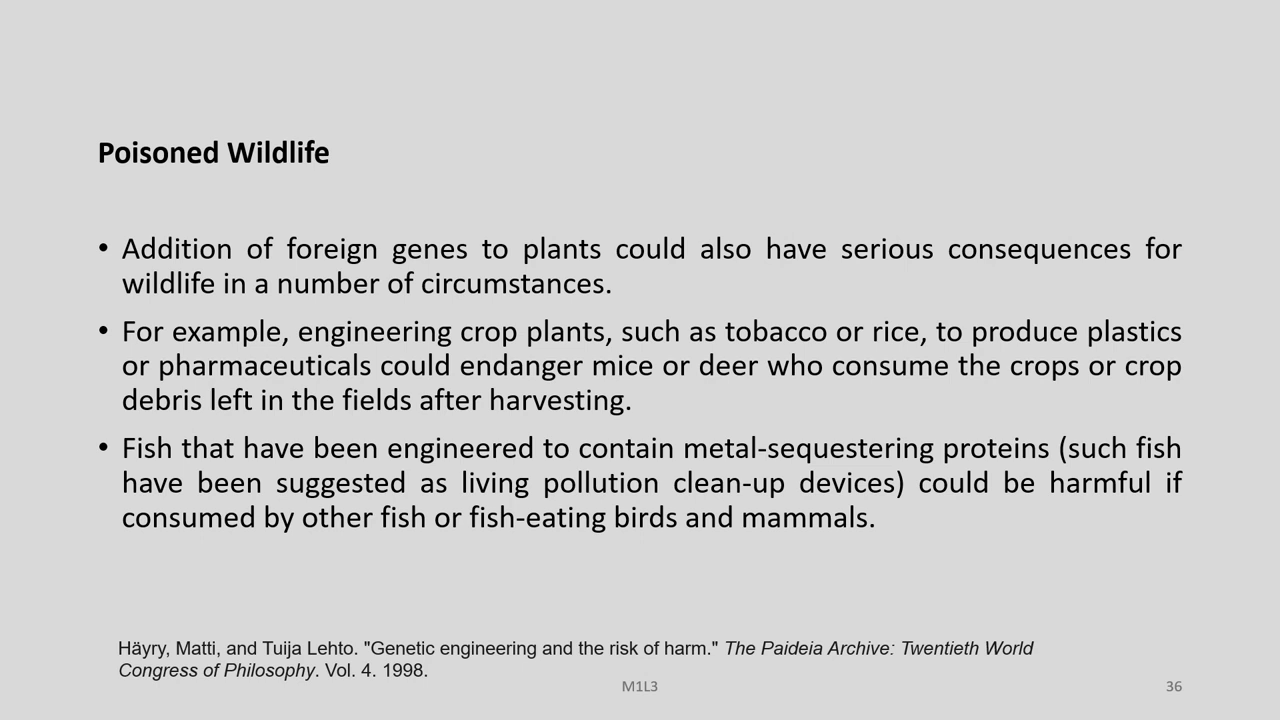 Poisoned Wildlife
• Addition of foreign genes to plants could also have serious consequences for
wildlife in a number of circumstances.
• For example, engineering crop plants, such as tobacco or rice, to produce plastics
or pharmaceuticals could endanger mice or deer who consume the crops or crop
debris left in the fields after harvesting.
• Fish that have been engineered to contain metal-sequestering proteins (such fish
have been suggested as living pollution clean-up devices) could be harmful if
consumed by other fish or fish-eating birds and mammals.
Häyry, Matti, and Tuija Lehto. "Genetic engineering and the risk of harm." The Paideia Archive: Twentieth World
Congress of Philosophy. Vol. 4. 1998.
M1L3
36